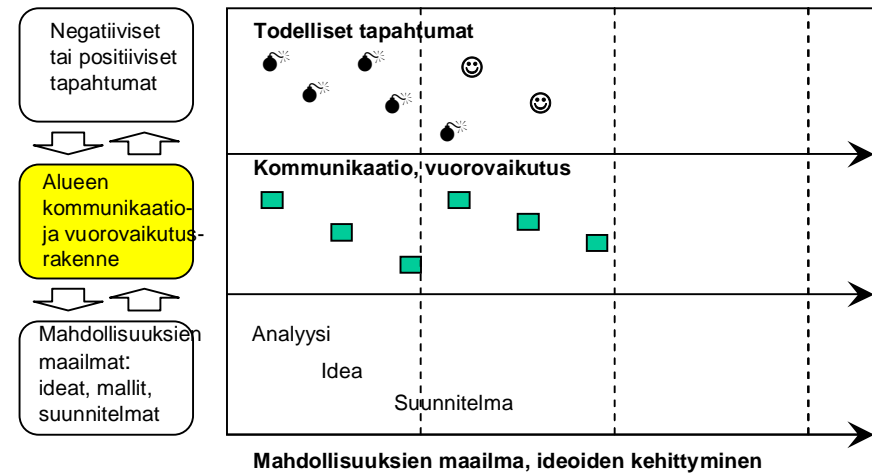 Negatiiviset
tai positiiviset
tapahtumat
Alueen
kommunikaatio-
ja vuorovaikutus-
rakenne
Mahdollisuuksien
maailmat:
ideat, mallit,
suunnitelmat
Todelliset tapahtumat
Kommunikaatio, vuorovaikutus
Analyysi
Idea
Suunnitelma
Mahdollisuuksien maailma, ideoiden kehittyminen